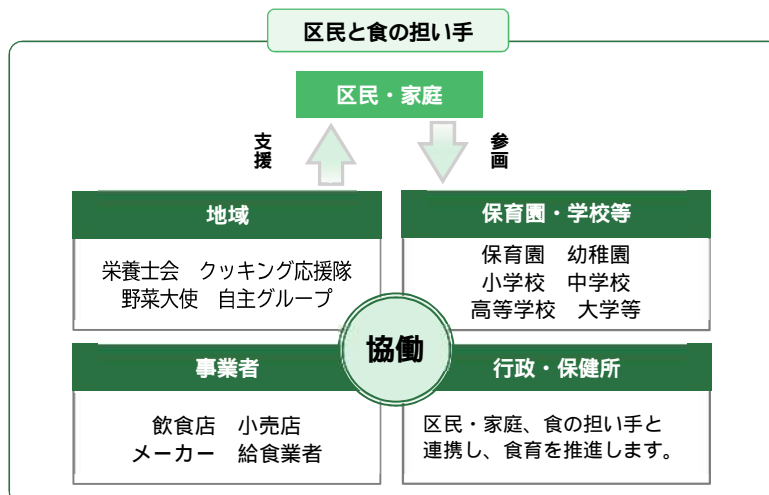 区民と食の担い手
区民・家庭
支援
参画
地域
栄養士会　クッキング応援隊
野菜大使　自主グループ
保育園・学校等
保育園　幼稚園
小学校　中学校
高等学校　大学等
協働
事業者
飲食店　小売店
メーカー　給食業者
行政・保健所
区民・家庭、食の担い手と
連携し、食育を推進します。